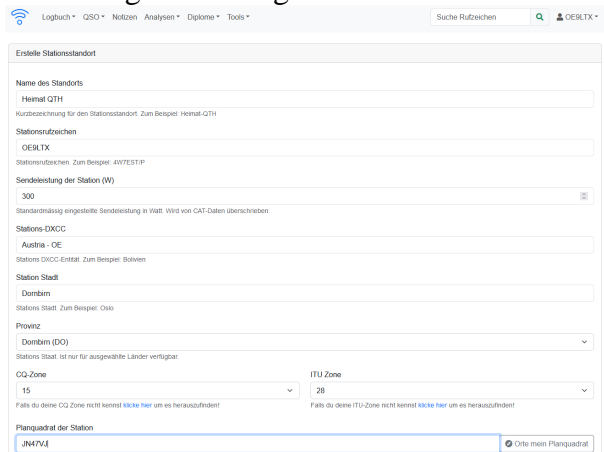 Logbuch QSO Notizen Analysen Diplome Tools Suche Rufzeichen OE9LTX
Erstelle Stationsstandort
Name des Standorts
Heimat QTH
Kurzbezeichnung für den Stationsstandort. Zum Beispiel: Heimat-QTH
Stationsrufzeichen
OE9LTX
Stationsrufzeichen. Zum Beispiel: 4W7EST/P
Sendeleistung der Station (W)
300
Standardmässig eingestellte Sendeleistung in Watt. Wird von CAT-Daten überschrieben.
Stations-DXCC
Austria - OE
Stations DXCC-Entität. Zum Beispiel: Bolivien
Station Stadt
Dornbirn
Stations Stadt. Zum Beispiel: Oslo
Provinz
Dornbirn (DO)
Stations Staat. Ist nur für ausgewählte Länder verfügbar.
CQ-Zone ITU Zone
15 28
Falls du deine CQ Zone nicht kennst klicke hier um es herauszufinden! Falls du deine ITU-Zone nicht kennst klicke hier um es herauszufinden!
Planquadrat der Station
JN47VJ Orte mein Planquadrat